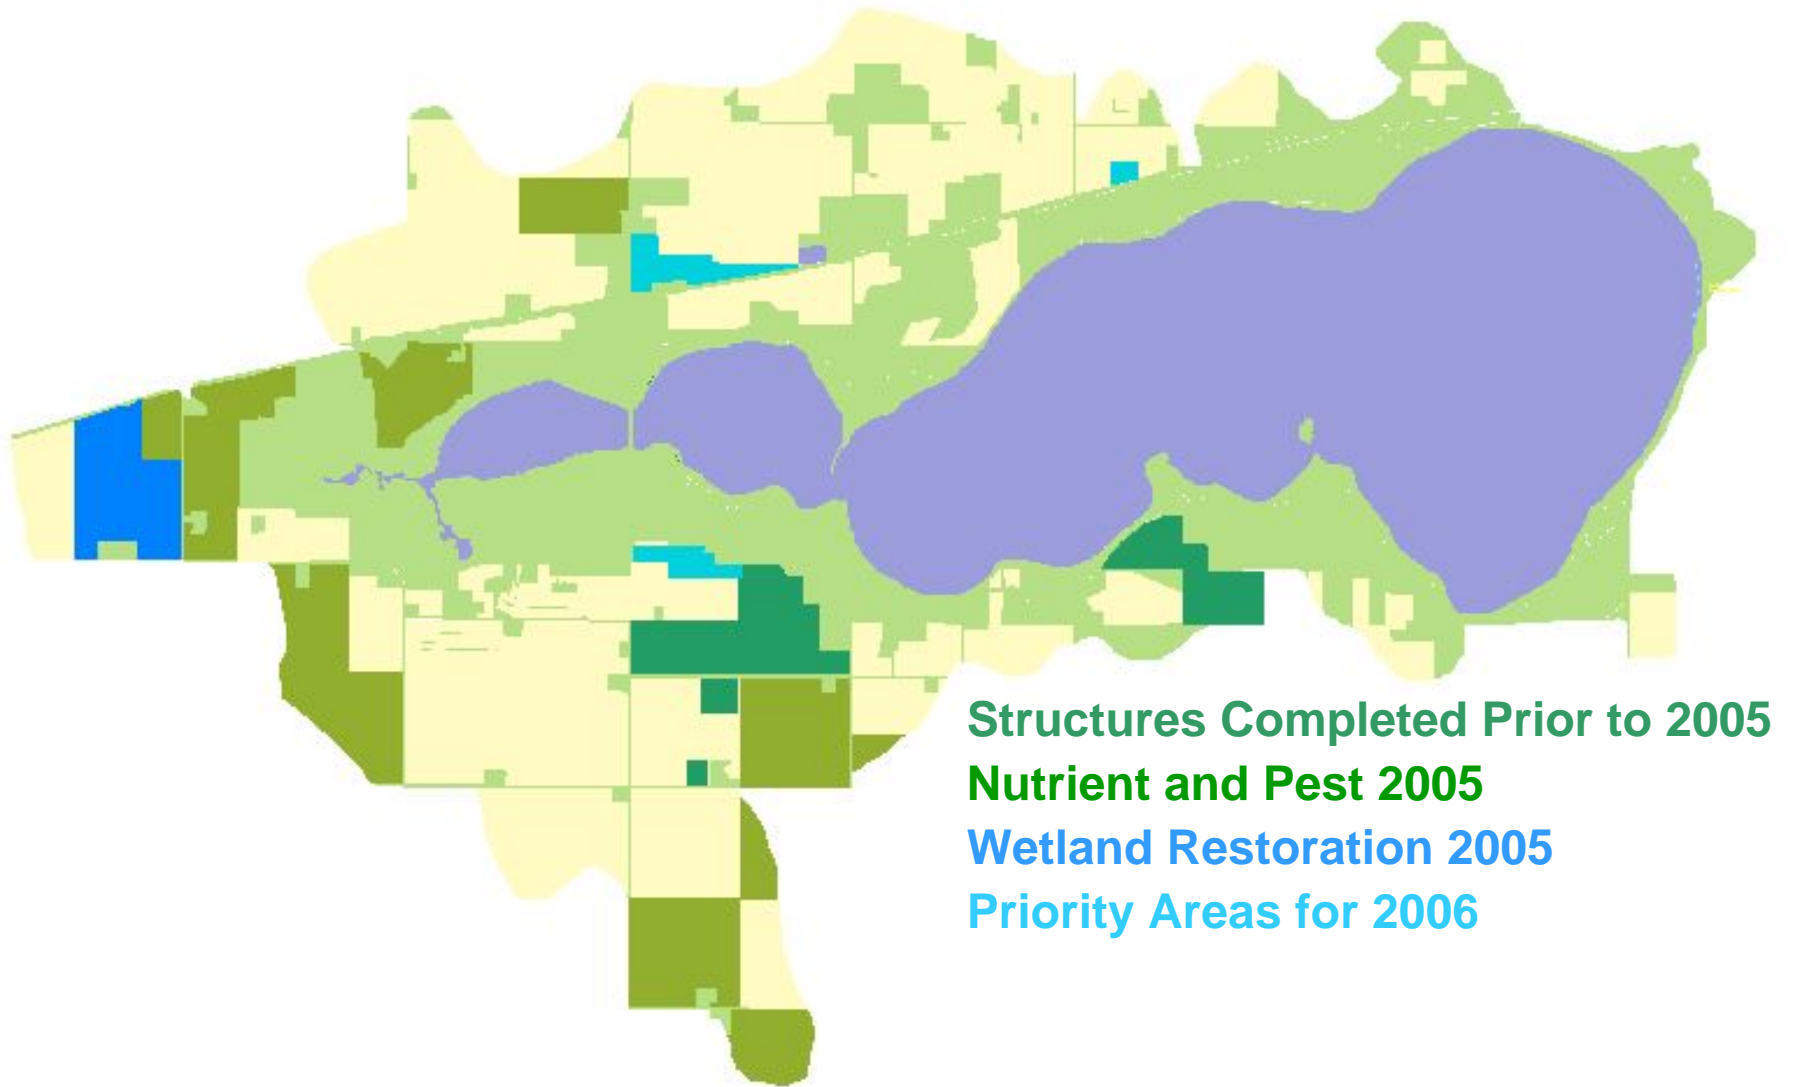 Structures Completed Prior to 2005
Nutrient and Pest 2005
Wetland Restoration 2005
Priority Areas for 2006